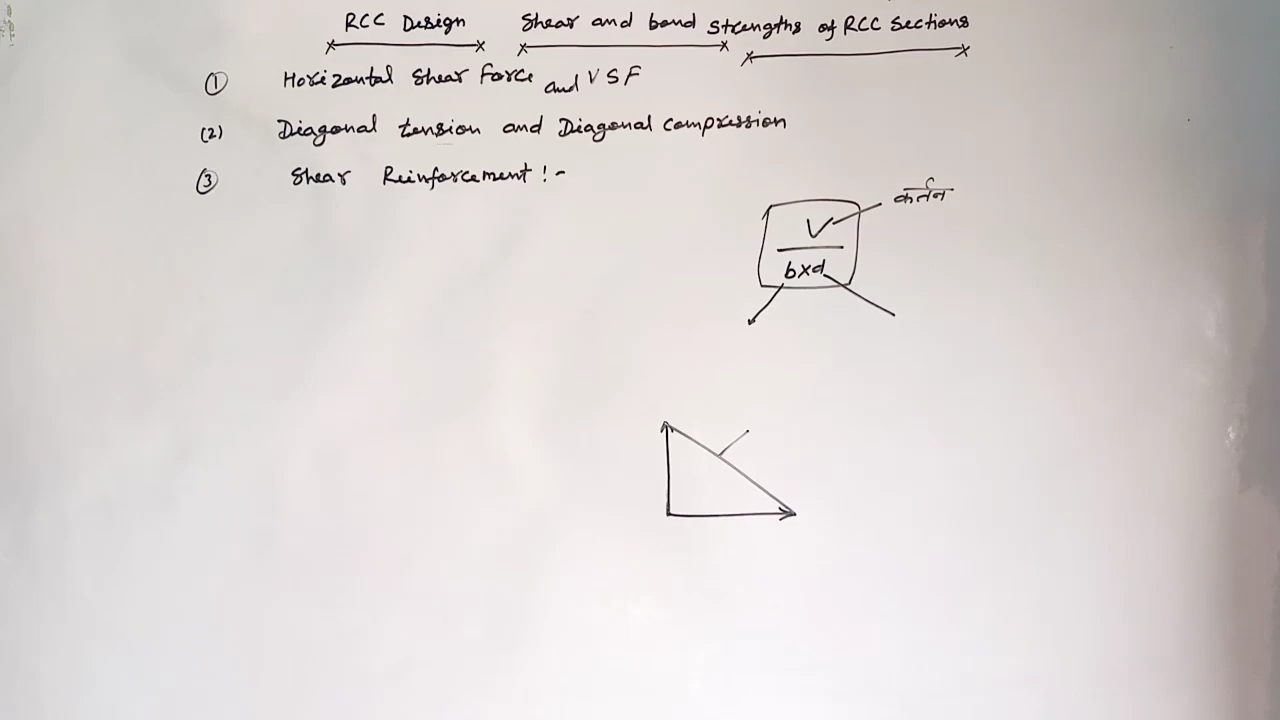 RCC Design Shear and bond strengths of RCC Sections
① Horizontal Shear force and V S F
(2) Diagonal tension and Diagonal compression
③ Shear Reinforcement ! -
V कर्तन
b×d